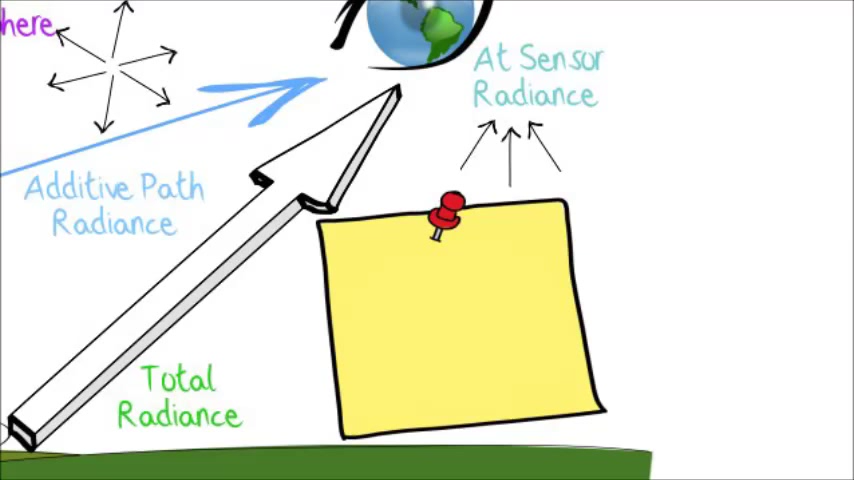 here
At Sensor
Radiance
Additive Path
Radiance
Total
Radiance